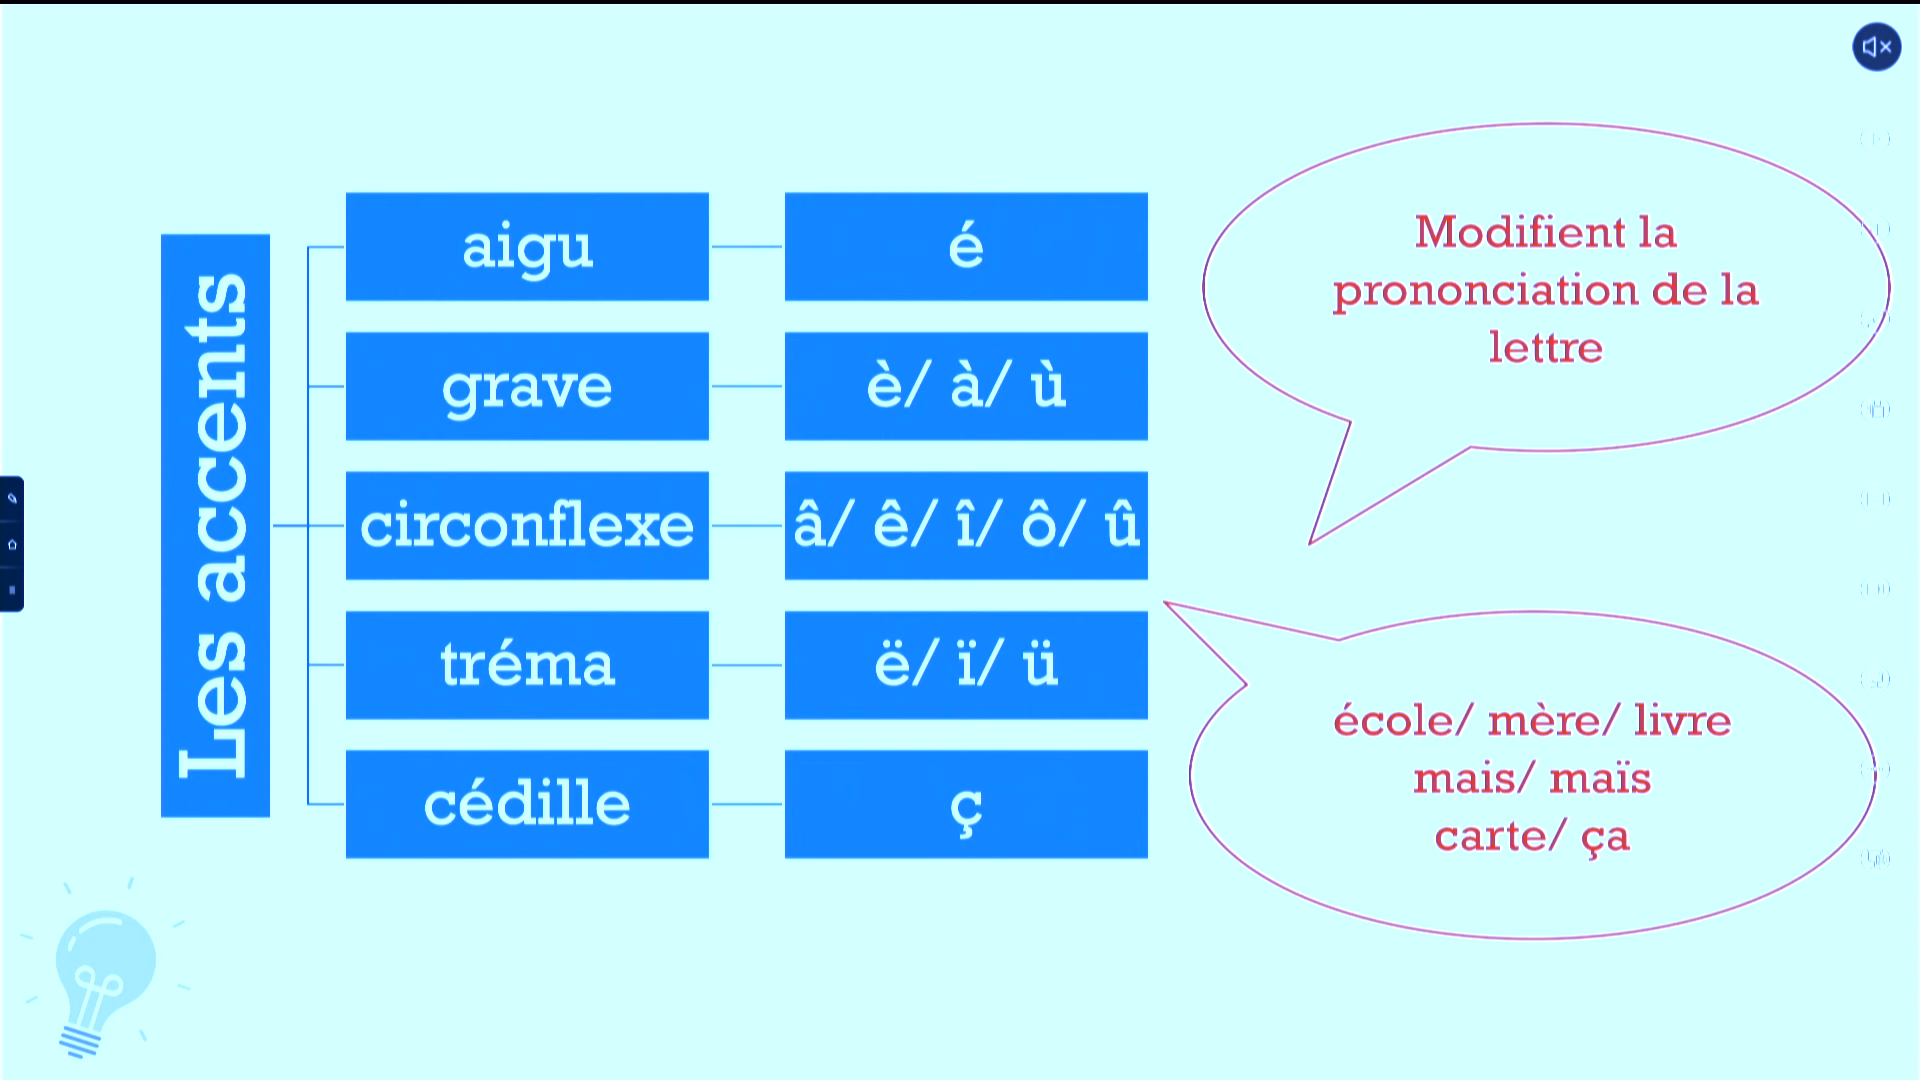 Les accents
aigu
é
grave
è/ à/ ù
circonflexe
â/ ê/ î/ ô/ û
tréma
ë/ ï/ ü
cédille
ç
Modifient la
prononciation de la
lettre
école/ mère/ livre
mais/ maïs
carte/ ça